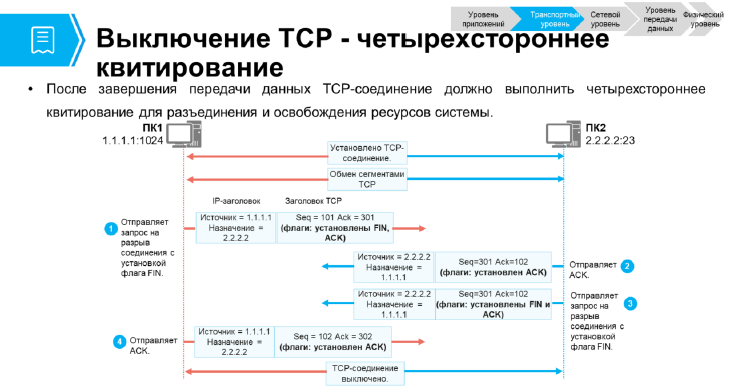 Уровень приложений
Транспортный уровень
Сетевой уровень
Уровень передачи данных
Физический уровень
Выключение TCP - четырехстороннее
квитирование
• После завершения передачи данных TCP-соединение должно выполнить четырехстороннее
квитирование для разъединения и освобождения ресурсов системы.
ПК1
1.1.1.1:1024
ПК2
2.2.2.2:23
Установлено TCP-
соединение.
Обмен сегментами
TCP
IP-заголовок
Заголовок TCP
1
Отправляет
запрос на
разрыв
соединения с
установкой
флага FIN.
Источник = 1.1.1.1
Назначение =
2.2.2.2
Seq = 101 Ack = 301
(флаги: установлены FIN,
ACK)
Источник = 2.2.2.2
Назначение =
1.1.1.1
Seq=301 Ack=102
(флаги: установлен ACK)
Отправляет
ACK.
2
Источник = 2.2.2.2
Назначение =
1.1.1.1
Seq=301 Ack=102
(флаги: установлены FIN и
ACK)
Отправляет
запрос на
разрыв
соединения с
установкой
флага FIN.
3
4
Отправляет
ACK.
Источник = 1.1.1.1
Назначение =
2.2.2.2
Seq = 102 Ack = 302
(флаги: установлен ACK)
TCP-соединение
выключено.